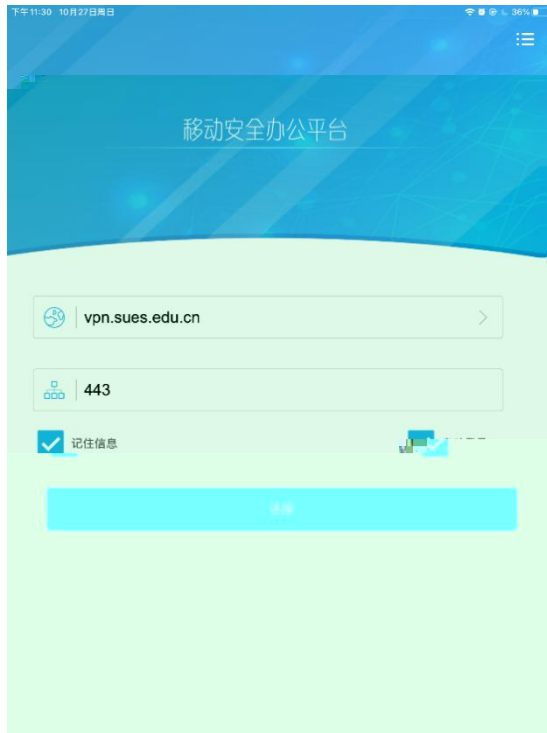 下午11:30 10月27日周日
36%
移动安全办公平台
vpn.sues.edu.cn
443
记住信息